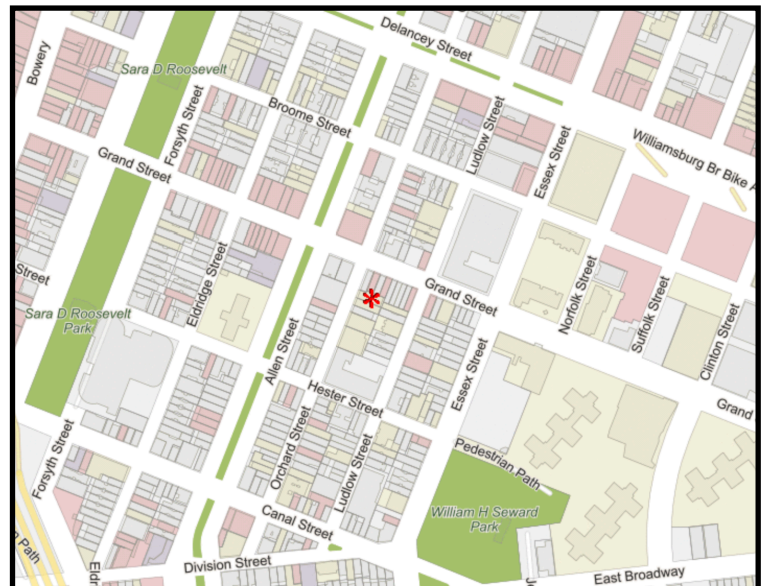 Delancey Street
Bowery
Sara D Roosevelt
Broome Street
Forsyth Street
Ludlow Street
Essex Street
Williamsburg Br Bike
Grand Street
Street
Eldridge Street
Sara D Roosevelt
Park
Allen Street
Grand Street
Norfolk Street
Suffolk Street
Clinton Street
Essex Street
Hester Street
Grand
Orchard Street
Ludlow Street
Forsyth Street
Pedestrian Path
William H Seward
Park
Canal Street
Path
Division Street
East Broadway